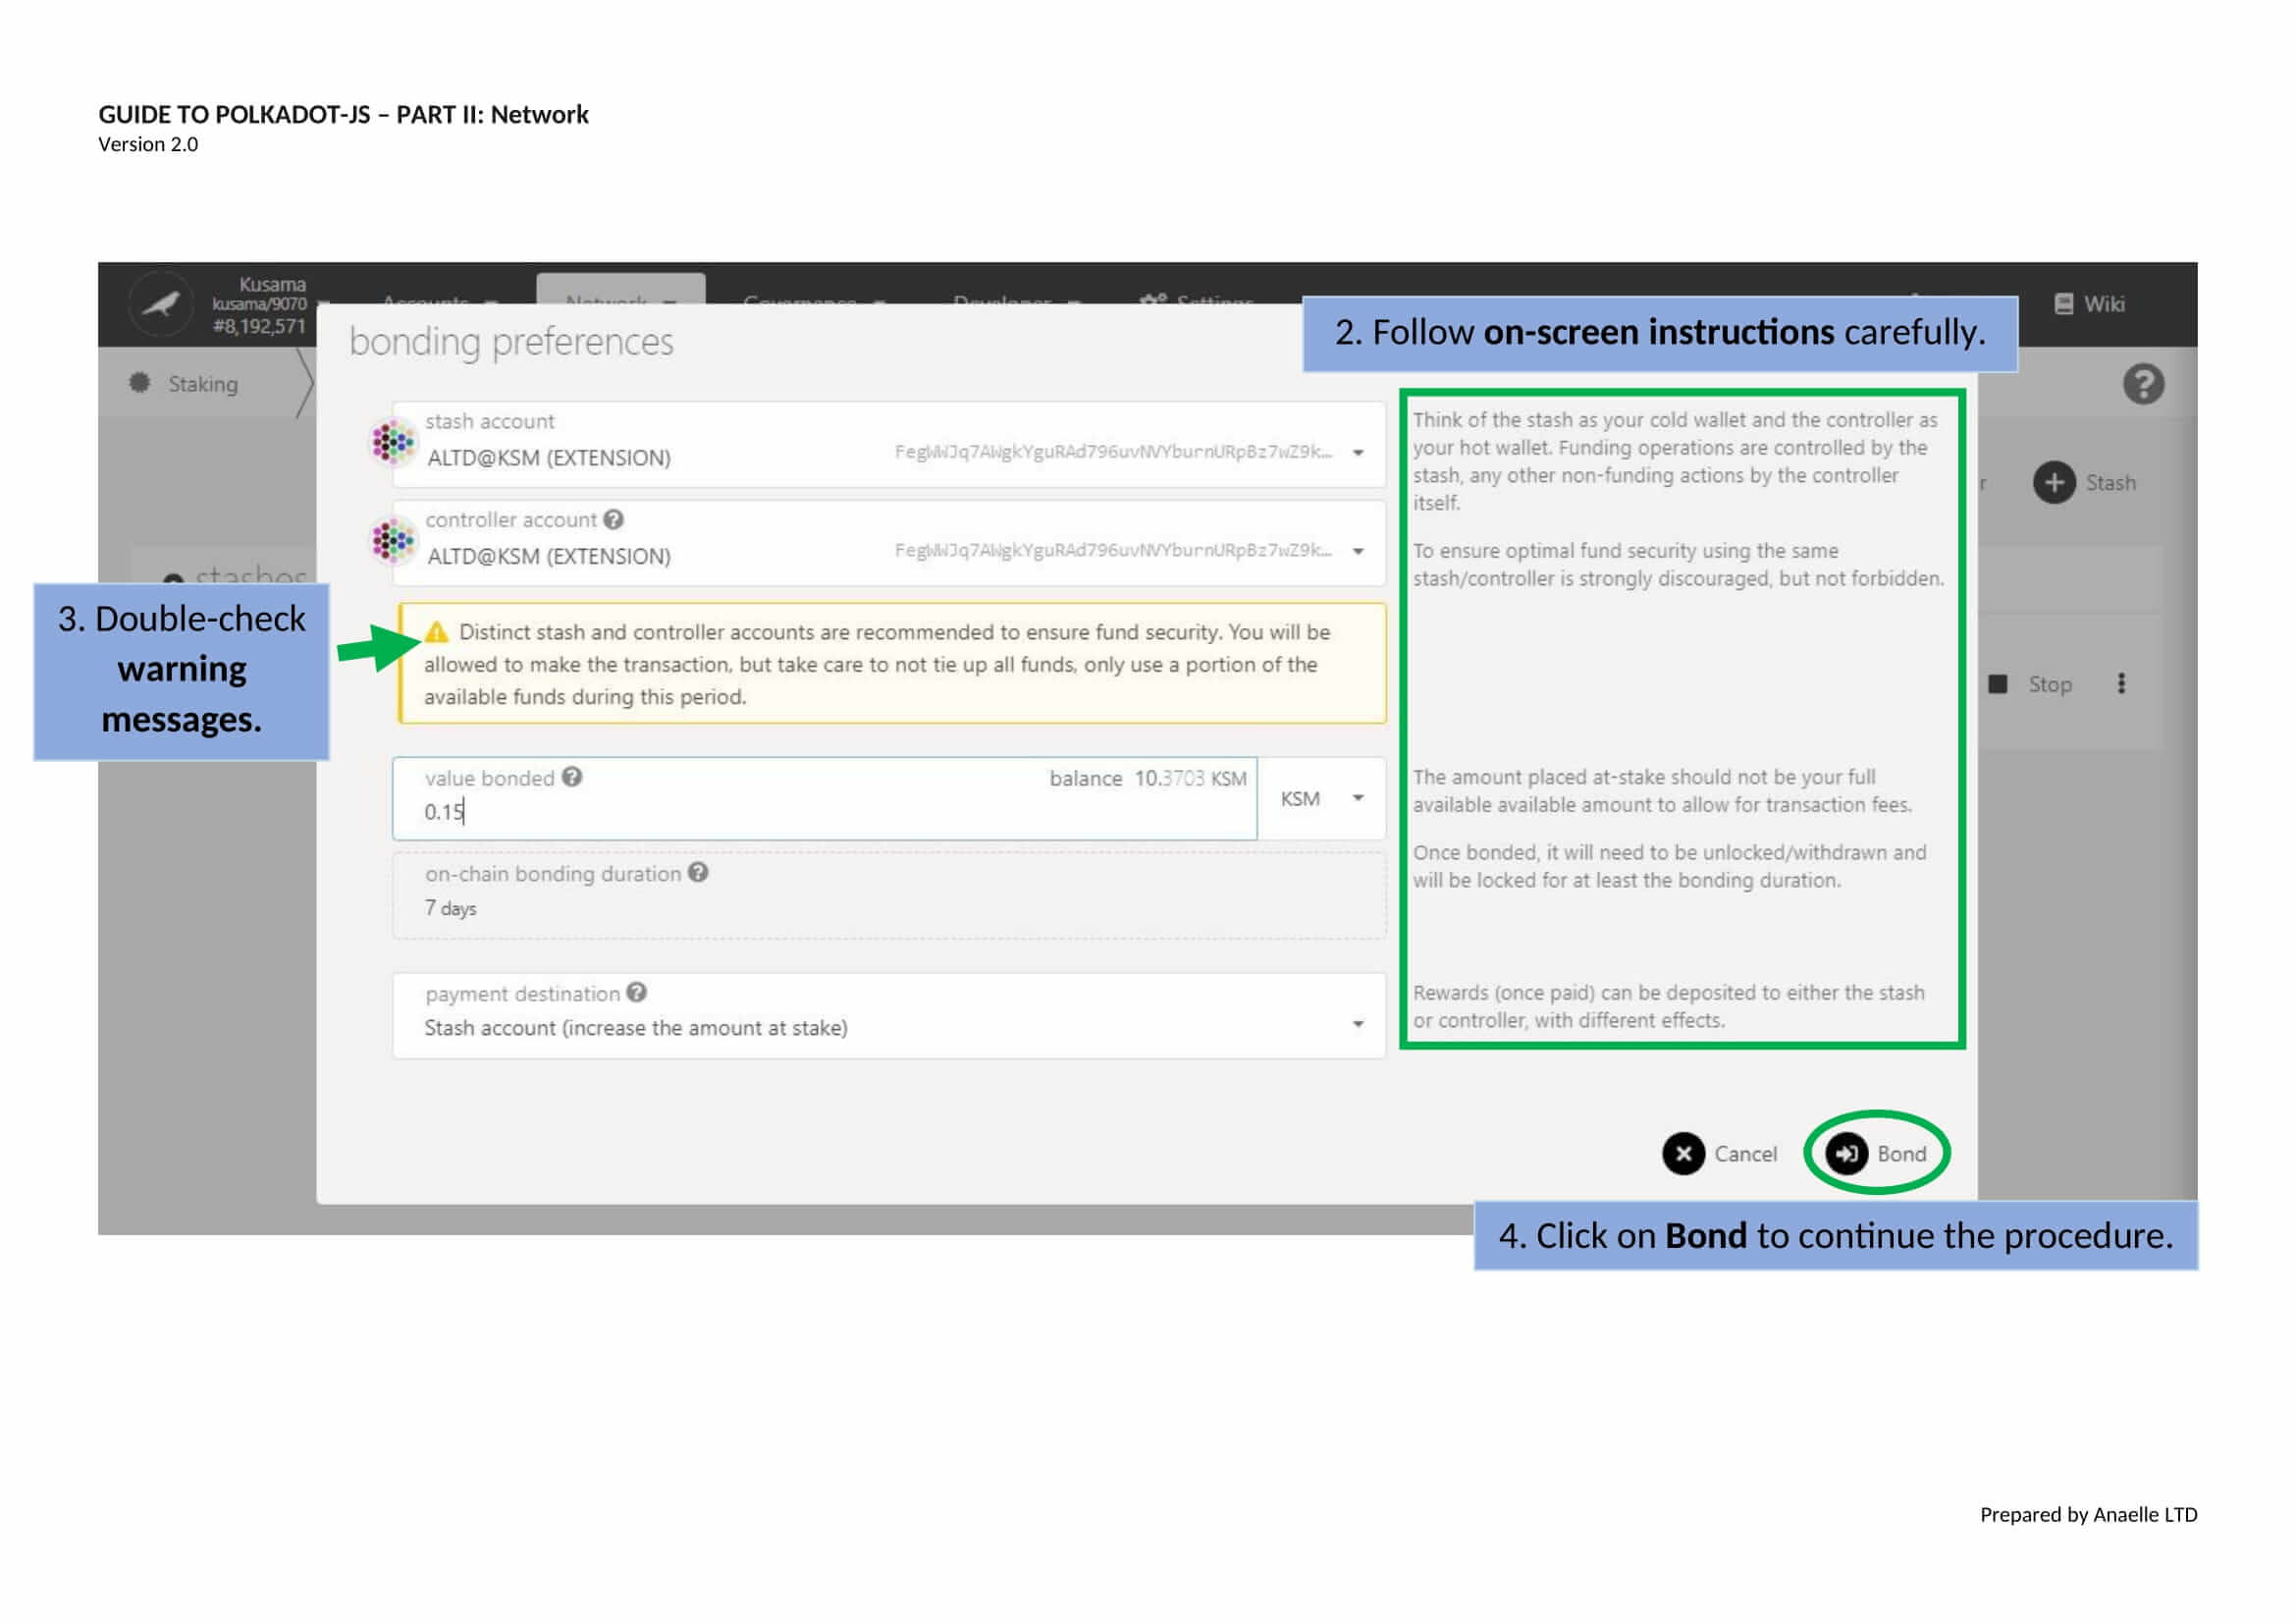 GUIDE TO POLKADOT-JS – PART II: Network
Version 2.0
Kusama
kusama/9070
#8,192,571
Accounts
Network
Governance
Developer
Settings
Wiki
2. Follow on-screen instructions carefully.
Staking
bonding preferences
stash account
ALTD@KSM (EXTENSION)
FegWWJq7AWgkYguRAd796uvNVYburnURpBz7wZ9k...
controller account
ALTD@KSM (EXTENSION)
FegWWJq7AWgkYguRAd796uvNVYburnURpBz7wZ9k...
Think of the stash as your cold wallet and the controller as
your hot wallet. Funding operations are controlled by the
stash, any other non-funding actions by the controller
itself.
To ensure optimal fund security using the same
stash/controller is strongly discouraged, but not forbidden.
Stash
stashes
3. Double-check
warning
messages.
Distinct stash and controller accounts are recommended to ensure fund security. You will be
allowed to make the transaction, but take care to not tie up all funds, only use a portion of the
available funds during this period.
Stop
value bonded
balance 10.3703 KSM
0.15
KSM
The amount placed at-stake should not be your full
available available amount to allow for transaction fees.
on-chain bonding duration
7 days
Once bonded, it will need to be unlocked/withdrawn and
will be locked for at least the bonding duration.
payment destination
Stash account (increase the amount at stake)
Rewards (once paid) can be deposited to either the stash
or controller, with different effects.
Cancel
Bond
4. Click on Bond to continue the procedure.
Prepared by Anaelle LTD